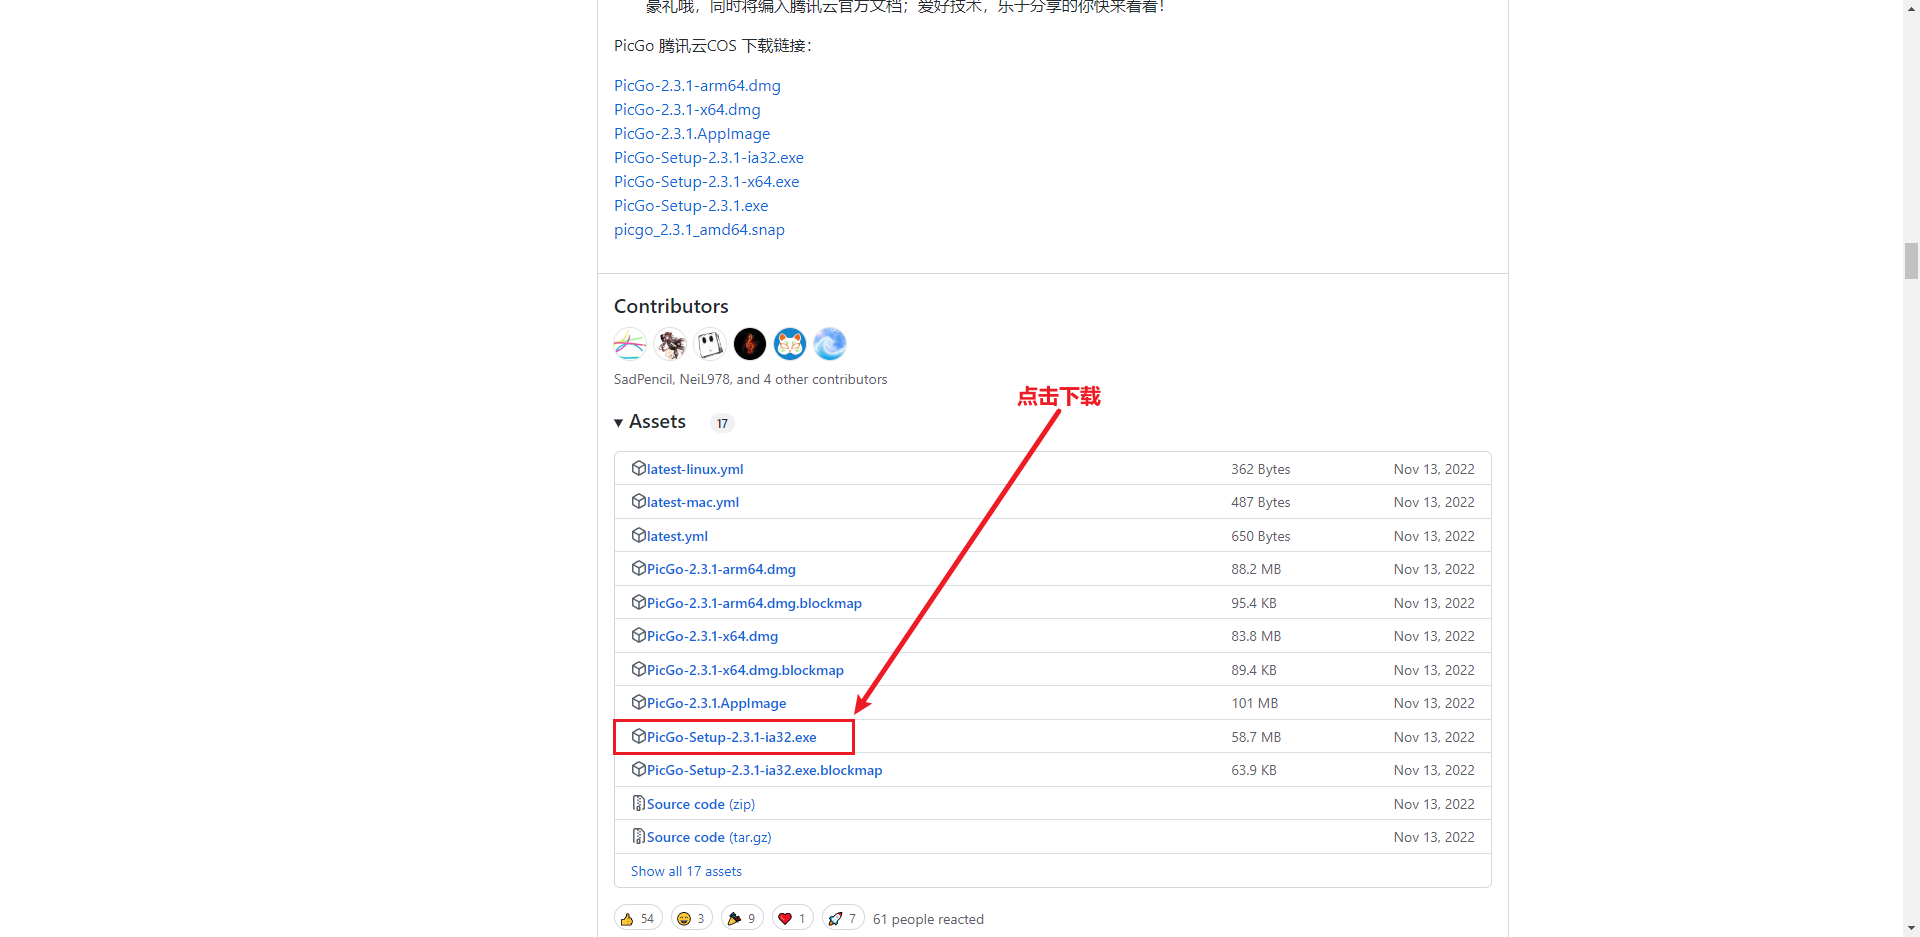 豪礼哦，同时将编入腾讯云官方文档；爱好技术，乐于分享的你快来看看！
PicGo 腾讯云COS 下载链接：
PicGo-2.3.1-arm64.dmg
PicGo-2.3.1-x64.dmg
PicGo-2.3.1.AppImage
PicGo-Setup-2.3.1-ia32.exe
PicGo-Setup-2.3.1-x64.exe
PicGo-Setup-2.3.1.exe
picgo_2.3.1_amd64.snap
Contributors
SadPencil, NeiL978, and 4 other contributors
点击下载
Assets 17
latest-linux.yml 362 Bytes Nov 13, 2022
latest-mac.yml 487 Bytes Nov 13, 2022
latest.yml 650 Bytes Nov 13, 2022
PicGo-2.3.1-arm64.dmg 88.2 MB Nov 13, 2022
PicGo-2.3.1-arm64.dmg.blockmap 95.4 KB Nov 13, 2022
PicGo-2.3.1-x64.dmg 83.8 MB Nov 13, 2022
PicGo-2.3.1-x64.dmg.blockmap 89.4 KB Nov 13, 2022
PicGo-2.3.1.AppImage 101 MB Nov 13, 2022
PicGo-Setup-2.3.1-ia32.exe 58.7 MB Nov 13, 2022
PicGo-Setup-2.3.1-ia32.exe.blockmap 63.9 KB Nov 13, 2022
Source code (zip) Nov 13, 2022
Source code (tar.gz) Nov 13, 2022
Show all 17 assets
54 3 9 1 7 61 people reacted